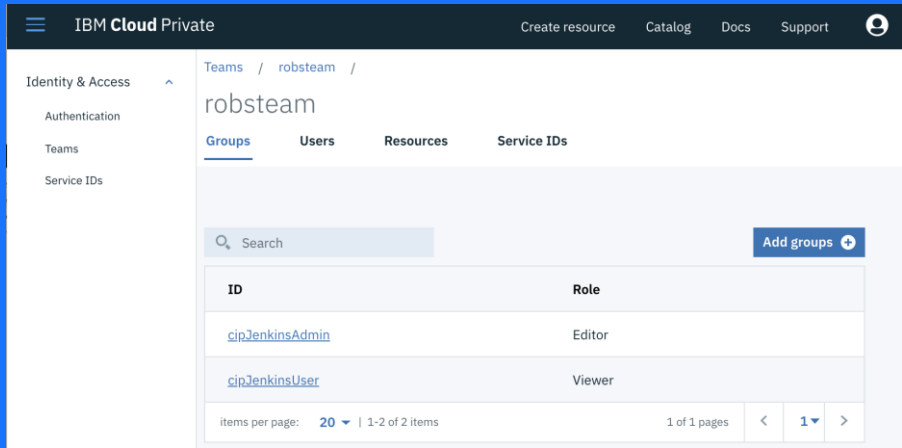 IBM Cloud Private
Create resource Catalog Docs Support
Identity & Access
Authentication
Teams
Service IDs
Teams / robsteam /
robsteam
Groups Users Resources Service IDs
Search
Add groups
ID Role
cipJenkinsAdmin Editor
cipJenkinsUser Viewer
items per page: 20 | 1-2 of 2 items 1 of 1 pages 1